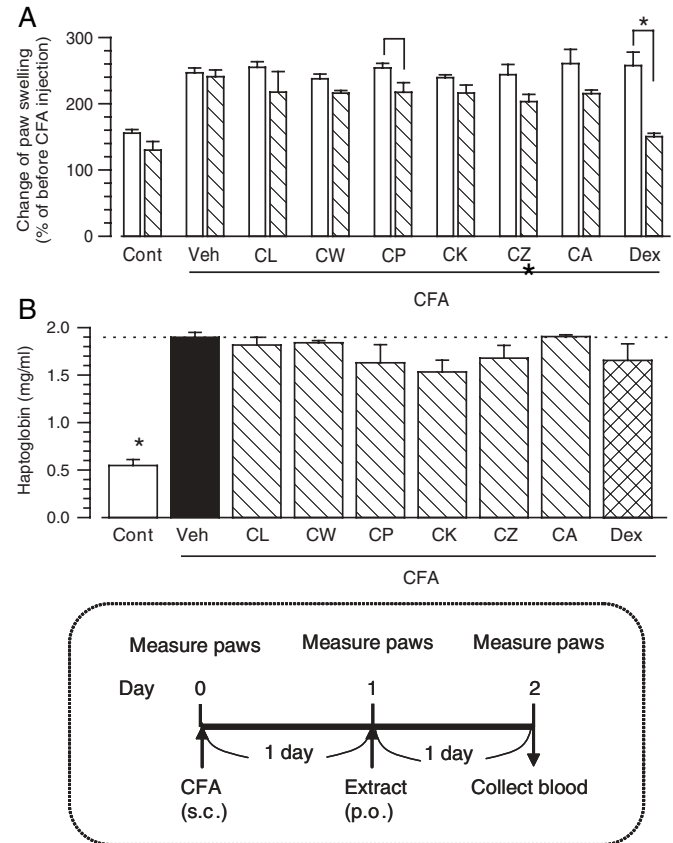 A
Change of paw swelling
(% of before CFA injection)
300
200
100
0
*
Cont Veh CL CW CP CK CZ CA Dex
*
CFA
B
Haptoglobin (mg/ml)
2.0
1.5
1.0
0.5
0.0
*
Cont Veh CL CW CP CK CZ CA Dex
CFA
Measure paws Measure paws Measure paws
Day 0 1 2
1 day 1 day
CFA Extract Collect blood
(s.c.) (p.o.)